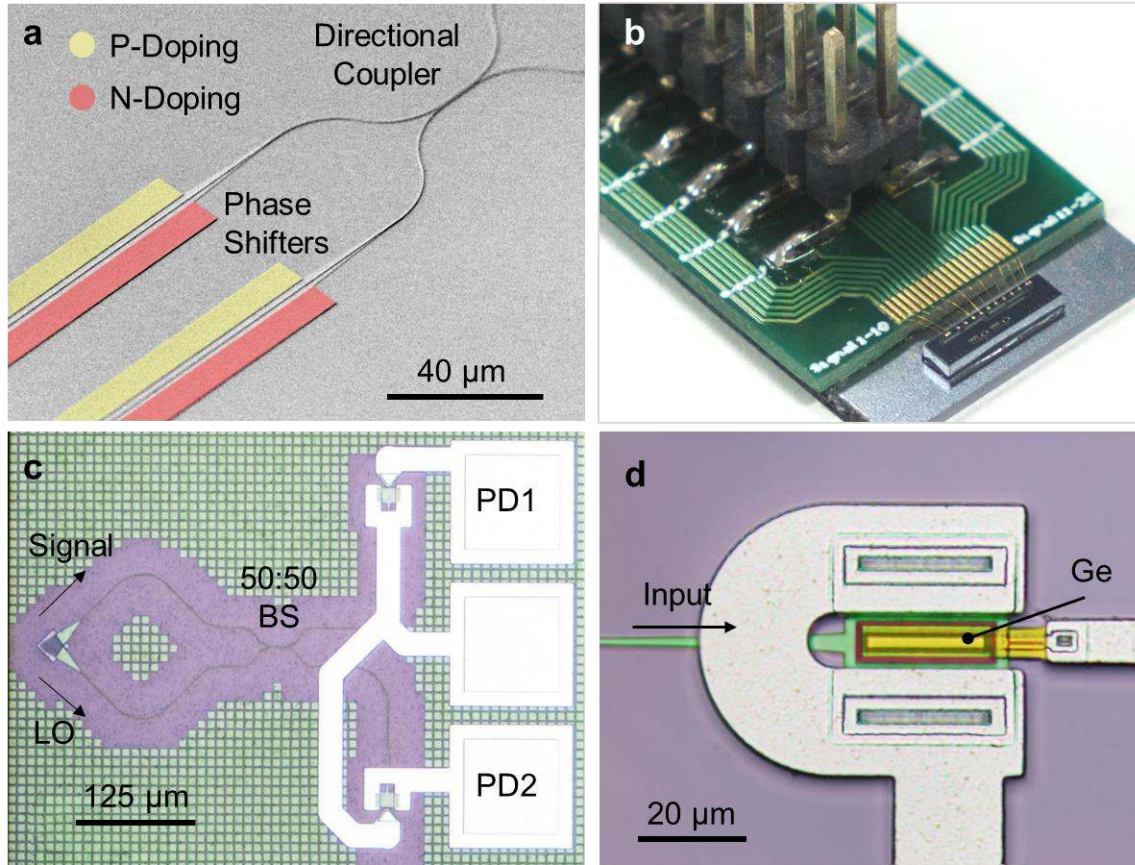 a
P-Doping
N-Doping
Directional
Coupler
Phase
Shifters
40 μm
b
c
Signal
LO
50:50
BS
PD1
PD2
125 μm
d
Input
Ge
20 μm